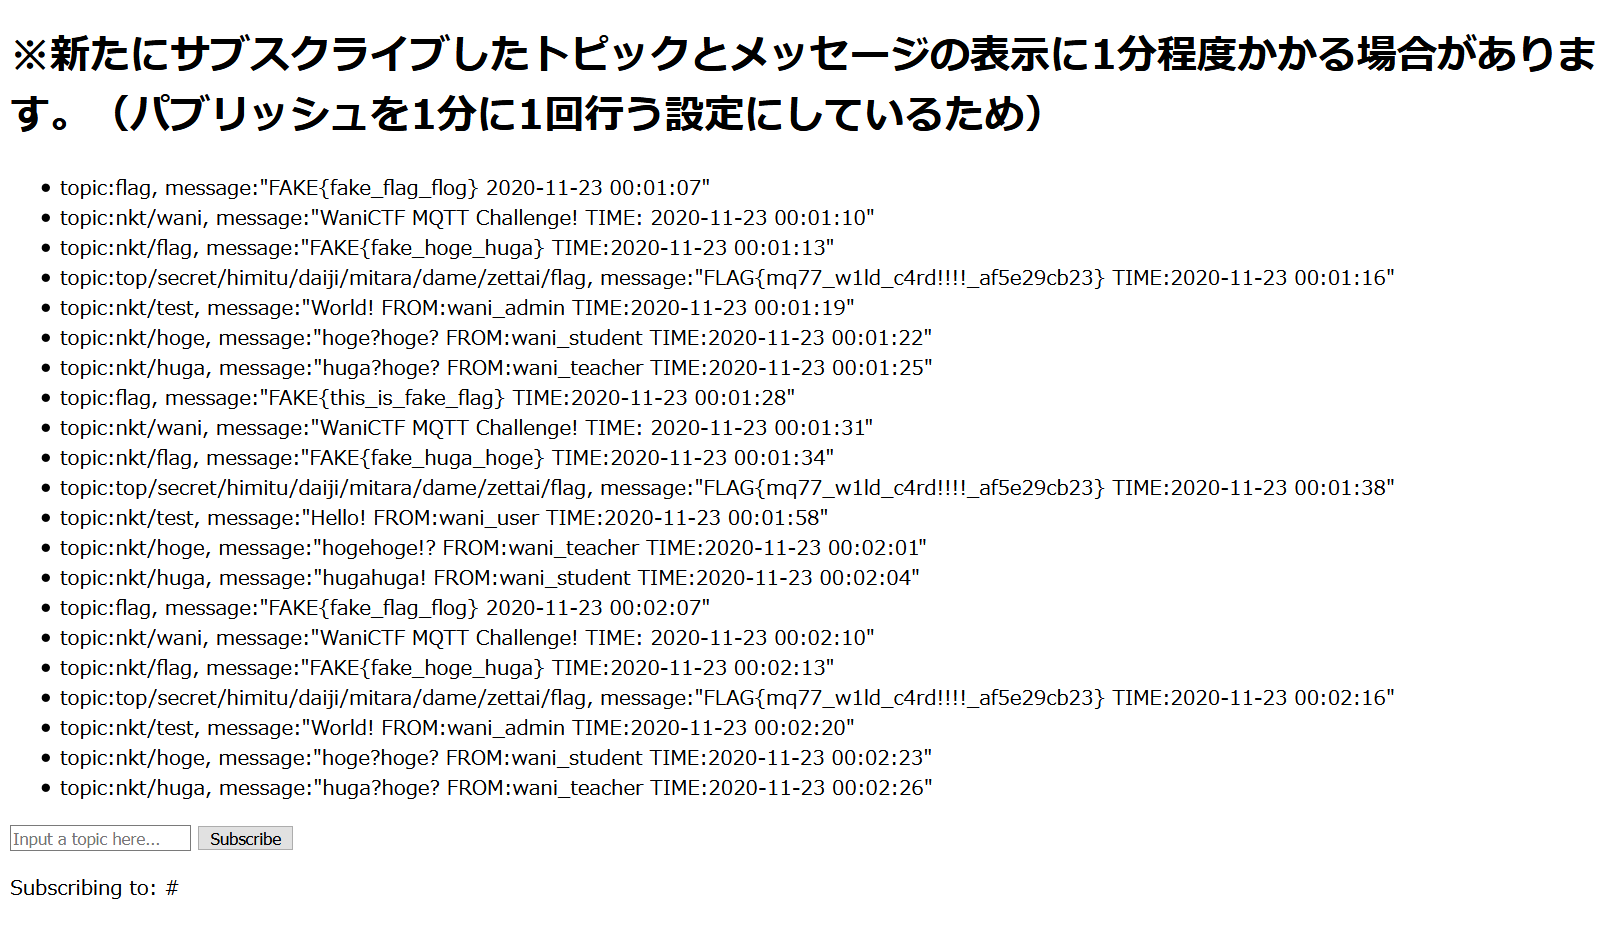 ※新たにサブスクライブしたトピックとメッセージの表示に1分程度かかる場合がありま
す。（パブリッシュを1分に1回行う設定にしているため）
• topic:flag, message:"FAKE{fake_flag_flog} 2020-11-23 00:01:07"
• topic:nkt/wani, message:"WaniCTF MQTT Challenge! TIME: 2020-11-23 00:01:10"
• topic:nkt/flag, message:"FAKE{fake_hoge_huga} TIME:2020-11-23 00:01:13"
• topic:top/secret/himitu/daiji/mitara/dame/zettai/flag, message:"FLAG{mq77_w1ld_c4rd!!!!_af5e29cb23} TIME:2020-11-23 00:01:16"
• topic:nkt/test, message:"World! FROM:wani_admin TIME:2020-11-23 00:01:19"
• topic:nkt/hoge, message:"hoge?hoge? FROM:wani_student TIME:2020-11-23 00:01:22"
• topic:nkt/huga, message:"huga?hoge? FROM:wani_teacher TIME:2020-11-23 00:01:25"
• topic:flag, message:"FAKE{this_is_fake_flag} TIME:2020-11-23 00:01:28"
• topic:nkt/wani, message:"WaniCTF MQTT Challenge! TIME: 2020-11-23 00:01:31"
• topic:nkt/flag, message:"FAKE{fake_huga_hoge} TIME:2020-11-23 00:01:34"
• topic:top/secret/himitu/daiji/mitara/dame/zettai/flag, message:"FLAG{mq77_w1ld_c4rd!!!!_af5e29cb23} TIME:2020-11-23 00:01:38"
• topic:nkt/test, message:"Hello! FROM:wani_user TIME:2020-11-23 00:01:58"
• topic:nkt/hoge, message:"hogehoge!? FROM:wani_teacher TIME:2020-11-23 00:02:01"
• topic:nkt/huga, message:"hugahuga! FROM:wani_student TIME:2020-11-23 00:02:04"
• topic:flag, message:"FAKE{fake_flag_flog} 2020-11-23 00:02:07"
• topic:nkt/wani, message:"WaniCTF MQTT Challenge! TIME: 2020-11-23 00:02:10"
• topic:nkt/flag, message:"FAKE{fake_hoge_huga} TIME:2020-11-23 00:02:13"
• topic:top/secret/himitu/daiji/mitara/dame/zettai/flag, message:"FLAG{mq77_w1ld_c4rd!!!!_af5e29cb23} TIME:2020-11-23 00:02:16"
• topic:nkt/test, message:"World! FROM:wani_admin TIME:2020-11-23 00:02:20"
• topic:nkt/hoge, message:"hoge?hoge? FROM:wani_student TIME:2020-11-23 00:02:23"
• topic:nkt/huga, message:"huga?hoge? FROM:wani_teacher TIME:2020-11-23 00:02:26"
Input a topic here... Subscribe
Subscribing to: #